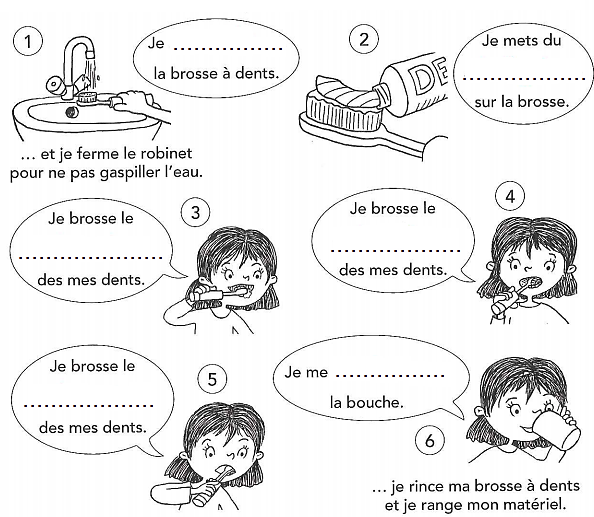 1
Je ....................
la brosse à dents.
... et je ferme le robinet
pour ne pas gaspiller l'eau.
2
DE
Je mets du
....................
sur la brosse.
3
Je brosse le
....................
des mes dents.
4
Je brosse le
....................
des mes dents.
5
Je brosse le
....................
des mes dents.
Je me ....................
la bouche.
6
... je rince ma brosse à dents
et je range mon matériel.